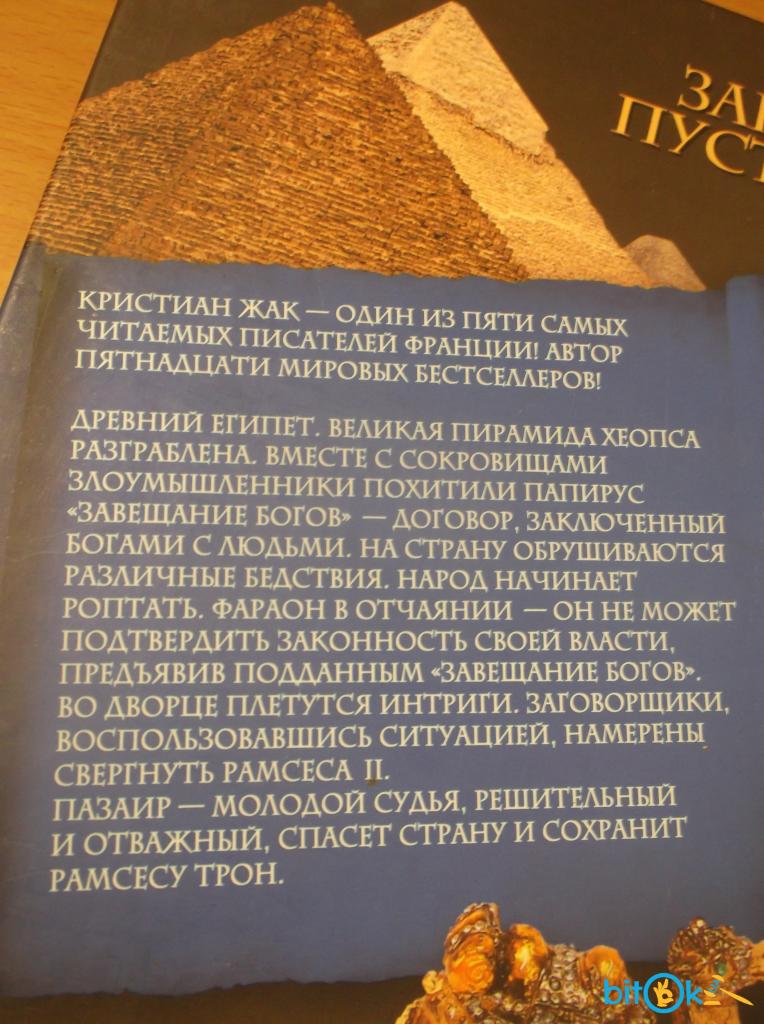 КРИСТИАН ЖАК — ОДИН ИЗ ПЯТИ САМЫХ
ЧИТАЕМЫХ ПИСАТЕЛЕЙ ФРАНЦИИ! АВТОР
ПЯТНАДЦАТИ МИРОВЫХ БЕСТСЕЛЛЕРОВ!
ДРЕВНИЙ ЕГИПЕТ. ВЕЛИКАЯ ПИРАМИДА ХЕОПСА
РАЗГРАБЛЕНА. ВМЕСТЕ С СОКРОВИЩАМИ
ЗЛОУМЫШЛЕННИКИ ПОХИТИЛИ ПАПИРУС
«ЗАВЕЩАНИЕ БОГОВ» — ДОГОВОР, ЗАКЛЮЧЕННЫЙ
БОГАМИ С ЛЮДЬМИ. НА СТРАНУ ОБРУШИВАЮТСЯ
РАЗЛИЧНЫЕ БЕДСТВИЯ. НАРОД НАЧИНАЕТ
РОПТАТЬ. ФАРАОН В ОТЧАЯНИИ — ОН НЕ МОЖЕТ
ПОДТВЕРДИТЬ ЗАКОННОСТЬ СВОЕЙ ВЛАСТИ,
ПРЕДЪЯВИВ ПОДДАННЫМ «ЗАВЕЩАНИЕ БОГОВ».
ВО ДВОРЦЕ ПЛЕТУТСЯ ИНТРИГИ. ЗАГОВОРЩИКИ,
ВОСПОЛЬЗОВАВШИСЬ СИТУАЦИЕЙ, НАМЕРЕНЫ
СВЕРГНУТЬ РАМСЕСА II.
ПАЗАИР — МОЛОДОЙ СУДЬЯ, РЕШИТЕЛЬНЫЙ
И ОТВАЖНЫЙ, СПАСЕТ СТРАНУ И СОХРАНИТ
РАМСЕСУ ТРОН.
bitOk